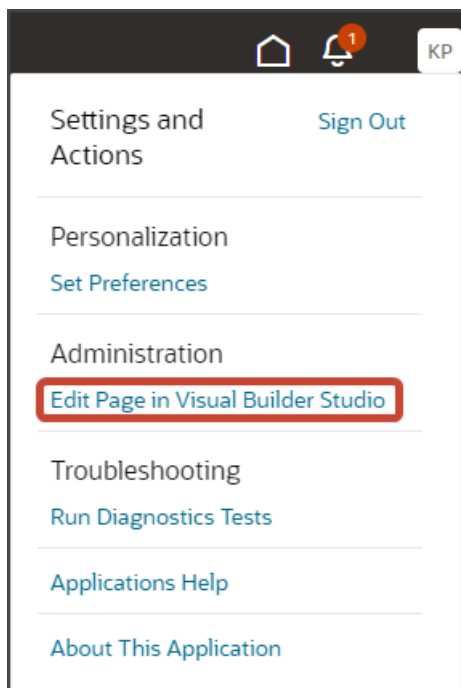 1
KP
Settings and
Actions
Sign Out
Personalization
Set Preferences
Administration
Edit Page in Visual Builder Studio
Troubleshooting
Run Diagnostics Tests
Applications Help
About This Application